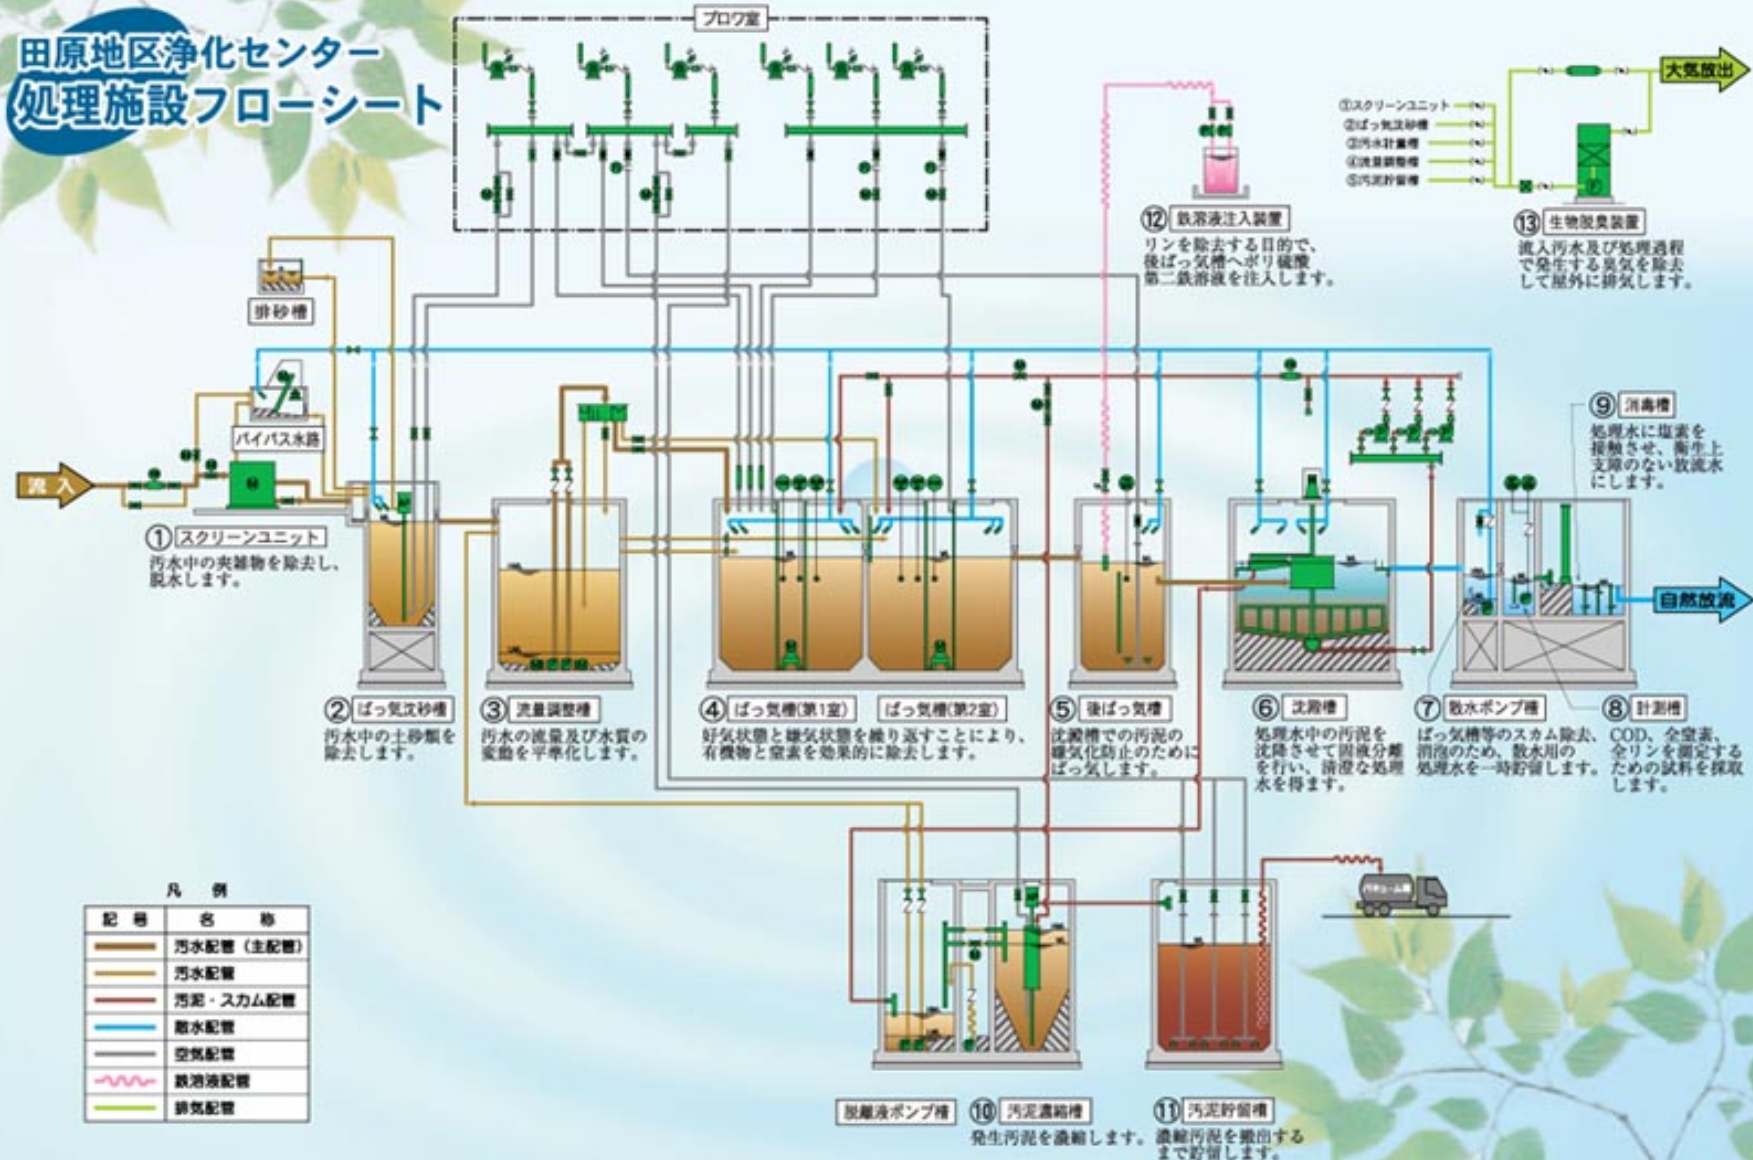 田原地区浄化センター
処理施設フローシート
ブロワ室
大気放出
①スクリーンユニット
②ばっ気沈砂槽
③汚水計量槽
④流量調整槽
⑤汚泥貯留槽
⑫ 鉄溶液注入装置
リンを除去する目的で、
後ばっ気槽へポリ硫酸
第二鉄溶液を注入します。
⑬ 生物脱臭装置
流入汚水及び処理過程
で発生する臭気を除去
して屋外に排気します。
排砂槽
バイパス水路
流入
① スクリーンユニット
汚水中の夾雑物を除去し、
脱水します。
⑨ 消毒槽
処理水に塩素を
接触させ、衛生上
支障のない放流水
にします。
自然放流
② ばっ気沈砂槽
汚水中の土砂類を
除去します。
③ 流量調整槽
汚水の流量及び水質の
変動を平準化します。
④ ばっ気槽(第1室) ばっ気槽(第2室)
好気状態と嫌気状態を繰り返すことにより、
有機物と窒素を効果的に除去します。
⑤ 後ばっ気槽
沈澱槽での汚泥の
嫌気化防止のために
ばっ気します。
⑥ 沈澱槽
処理水中の汚泥を
沈降させて固液分離
を行い、清澄な処理
水を得ます。
⑦ 散水ポンプ槽
ばっ気槽等のスカム除去、
消泡のため、散水用の
処理水を一時貯留します。
⑧ 計測槽
COD、全窒素、
全リンを測定する
ための試料を採取
します。
バキューム車
凡 例
記 号 名 称
汚水配管（主配管）
汚水配管
汚泥・スカム配管
散水配管
空気配管
鉄溶液配管
排気配管
脱離液ポンプ槽
⑩ 汚泥濃縮槽
発生汚泥を濃縮します。
⑪ 汚泥貯留槽
濃縮汚泥を搬出する
まで貯留します。